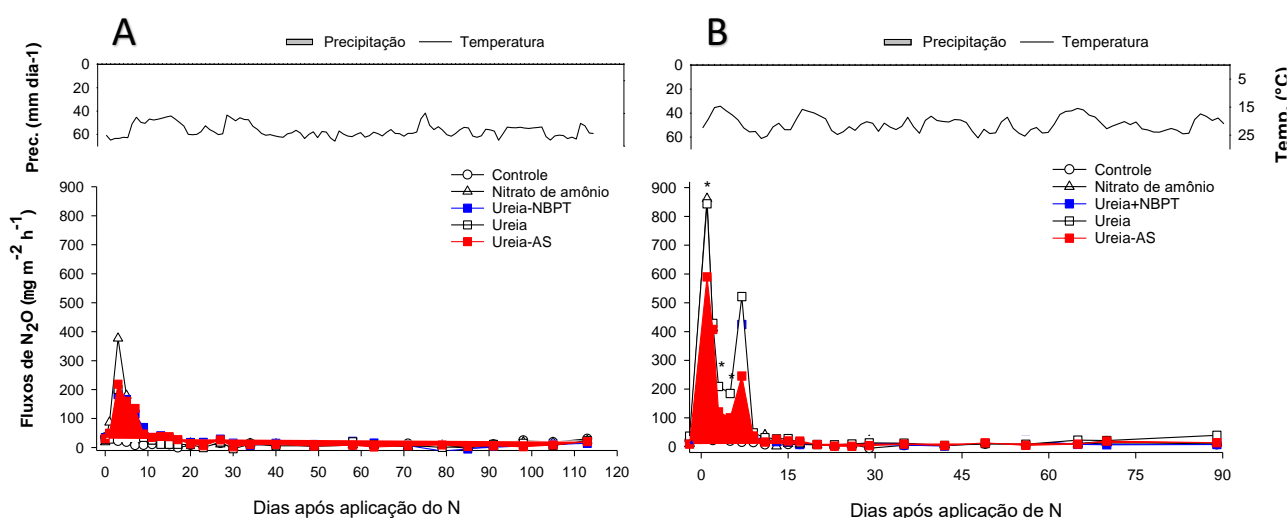 A
Precipitação
Temperatura
Prec. (mm dia-1)
0
20
40
60
Controle
Nitrato de amônio
Ureia-NBPT
Ureia
Ureia-AS
Fluxos de N2O (mg m-2 h-1)
900
800
700
600
500
400
300
200
100
0
0 10 20 30 40 50 60 70 80 90 100 110 120
Dias após aplicação do N
B
Precipitação
Temperatura
0
20
40
60
5
15
25
Temp. (°C)
Controle
Nitrato de amônio
Ureia+NBPT
Ureia
Ureia-AS
*
*
*
900
800
700
600
500
400
300
200
100
0
0 15 29 45 60 75 90
Dias após aplicação de N